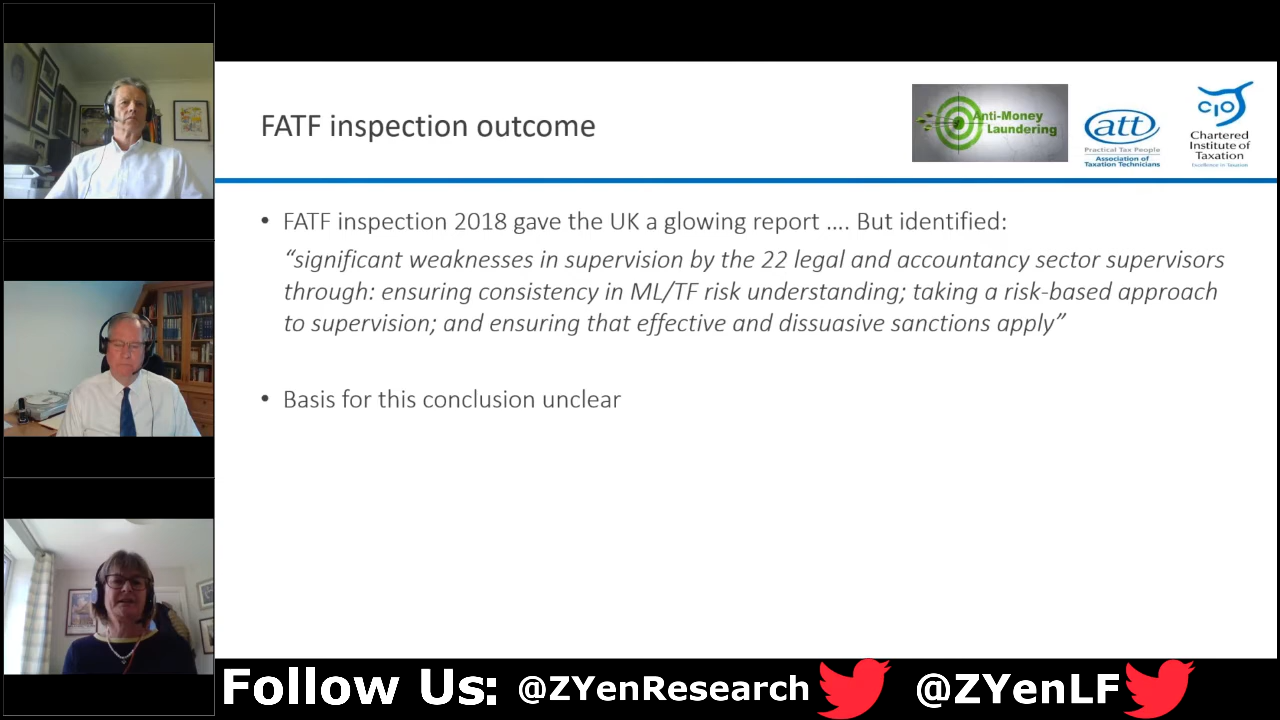 FATF inspection outcome
Anti-Money
Laundering
att
Practical Tax People
Association of
Taxation Technicians
CIOT
Chartered
Institute of
Taxation
Excellence in Taxation
• FATF inspection 2018 gave the UK a glowing report .... But identified:
“significant weaknesses in supervision by the 22 legal and accountancy sector supervisors
through: ensuring consistency in ML/TF risk understanding; taking a risk-based approach
to supervision; and ensuring that effective and dissuasive sanctions apply”
• Basis for this conclusion unclear
Follow Us: @ZYenResearch @ZYenLF